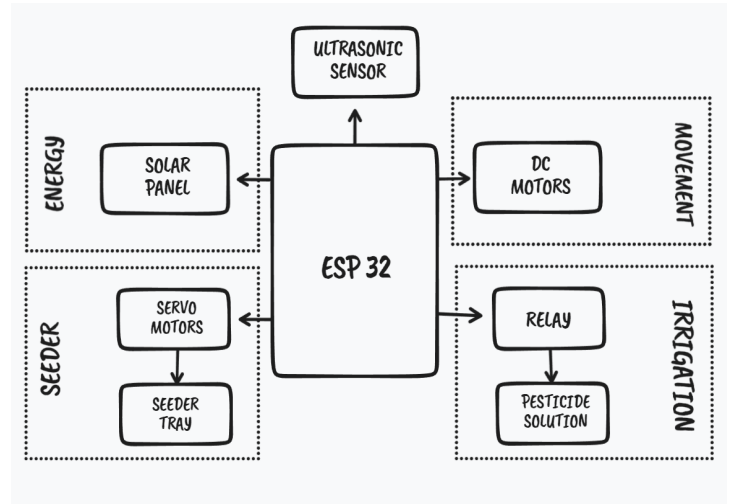 ULTRASONIC
SENSOR
ENERGY
SOLAR
PANEL
DC
MOTORS
MOVEMENT
ESP 32
SEEDER
SERVO
MOTORS
SEEDER
TRAY
RELAY
PESTICIDE
SOLUTION
IRRIGATION